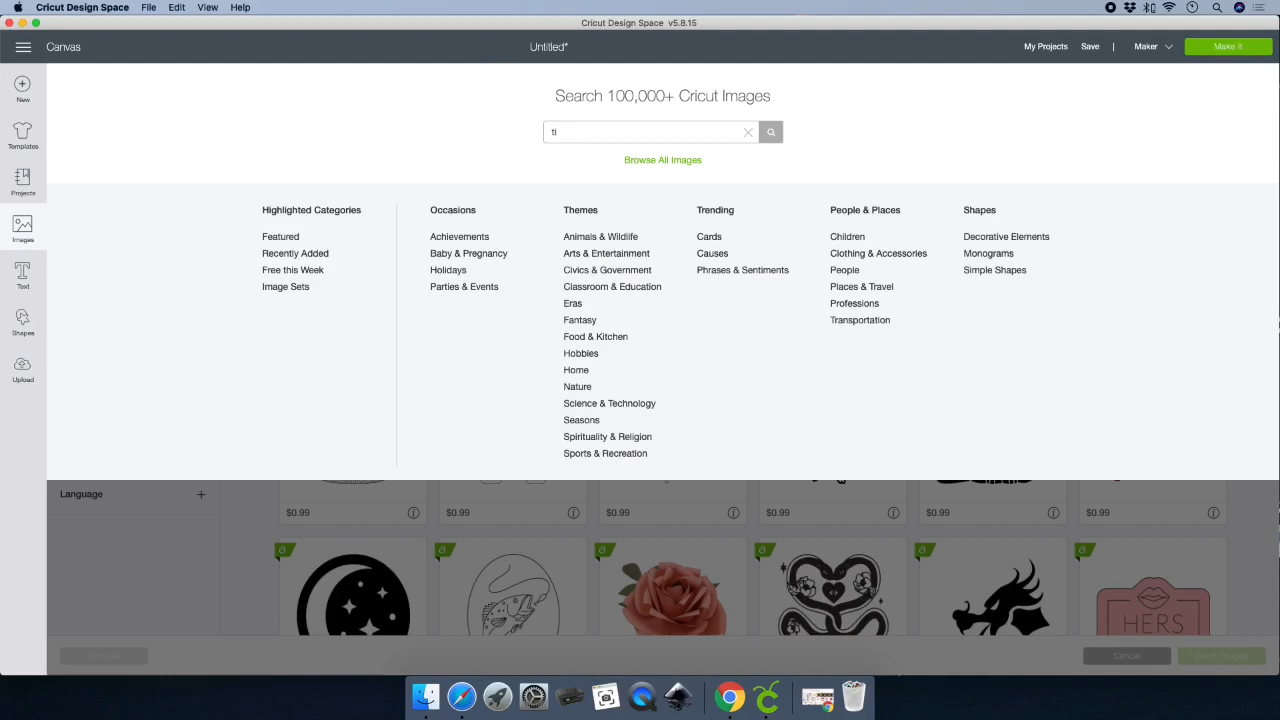 Cricut Design Space File Edit View Help
Cricut Design Space v5.8.15
Canvas Untitled* My Projects Save | Maker Make It
New
Templates
Projects
Images
Text
Shapes
Upload
Search 100,000+ Cricut Images
ti
Browse All Images
Highlighted Categories
Featured
Recently Added
Free this Week
Image Sets
Occasions
Achievements
Baby & Pregnancy
Holidays
Parties & Events
Themes
Animals & Wildlife
Arts & Entertainment
Civics & Government
Classroom & Education
Eras
Fantasy
Food & Kitchen
Hobbies
Home
Nature
Science & Technology
Seasons
Spirituality & Religion
Sports & Recreation
Trending
Cards
Causes
Phrases & Sentiments
People & Places
Children
Clothing & Accessories
People
Places & Travel
Professions
Transportation
Shapes
Decorative Elements
Monograms
Simple Shapes
Language +
$0.99 $0.99 $0.99 $0.99 $0.99 $0.99
a a a a a a
HERS
Cancel Insert Images